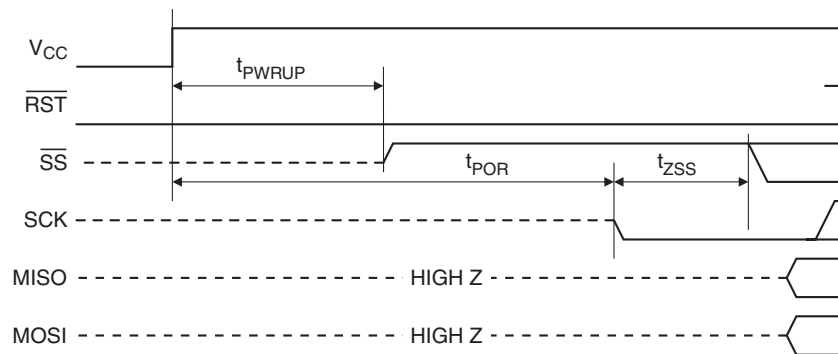 VCC
tPWRUP
RST
SS
tPOR
tZSS
SCK
MISO HIGH Z
MOSI HIGH Z